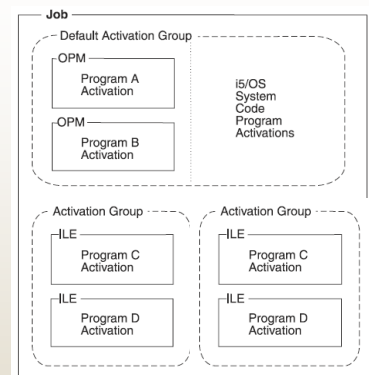 Job
Default Activation Group
OPM
Program A
Activation
OPM
Program B
Activation
i5/OS
System
Code
Program
Activations
Activation Group
ILE
Program C
Activation
ILE
Program D
Activation
Activation Group
ILE
Program C
Activation
ILE
Program D
Activation